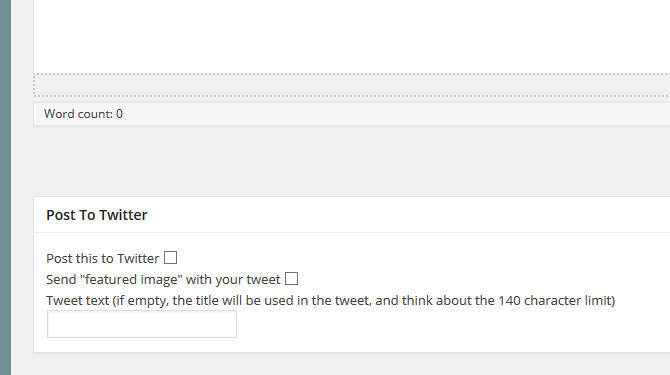 Word count: 0
Post To Twitter
Post this to Twitter
Send "featured image" with your tweet
Tweet text (if empty, the title will be used in the tweet, and think about the 140 character limit)